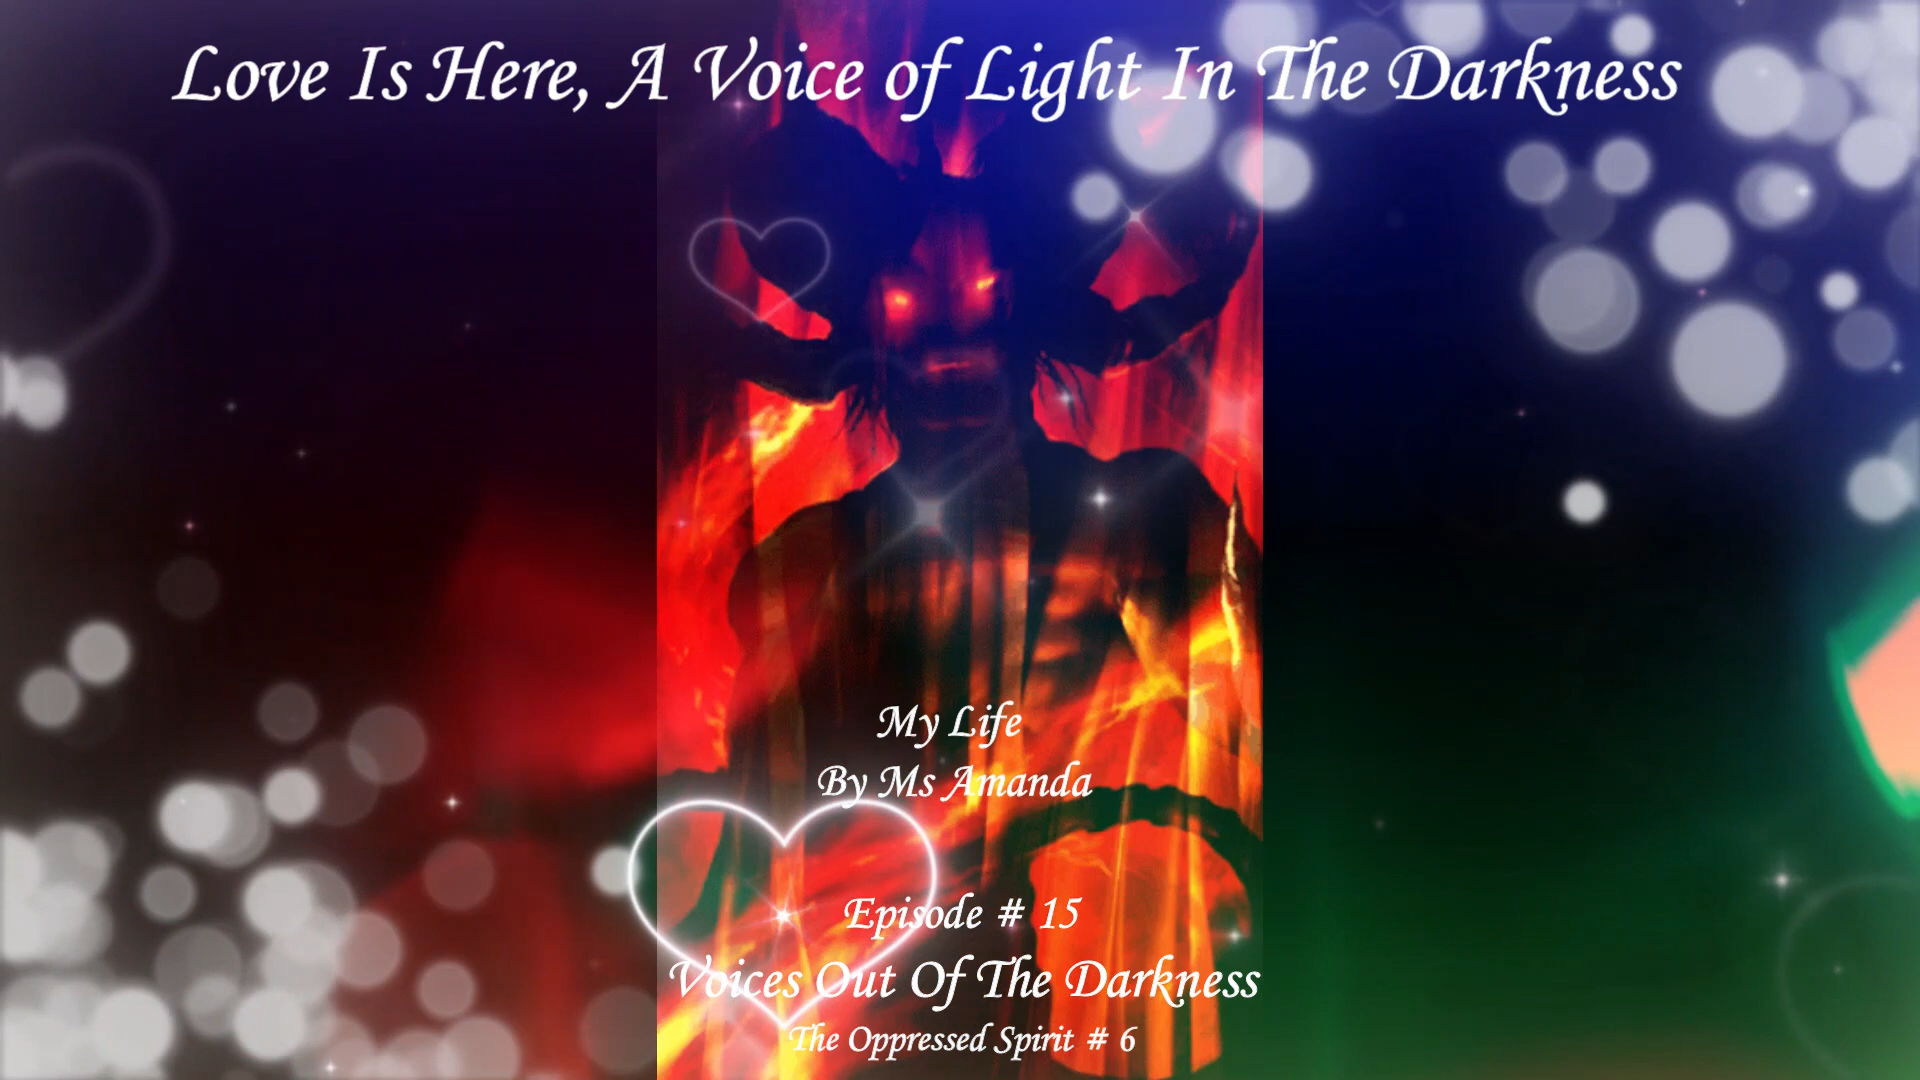 Love Is Here, A Voice of Light In The Darkness
My Life
By Ms Amanda
Episode # 15
Voices Out Of The Darkness
The Oppressed Spirit # 6